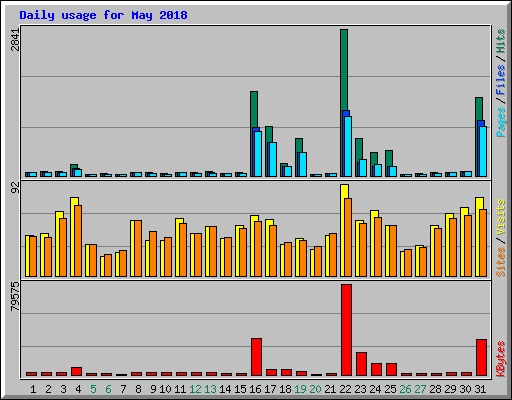 Daily usage for May 2018
2841
Pages / Files / Hits
92
Sites / Visits
79575
KBytes
1 2 3 4 5 6 7 8 9 10 11 12 13 14 15 16 17 18 19 20 21 22 23 24 25 26 27 28 29 30 31